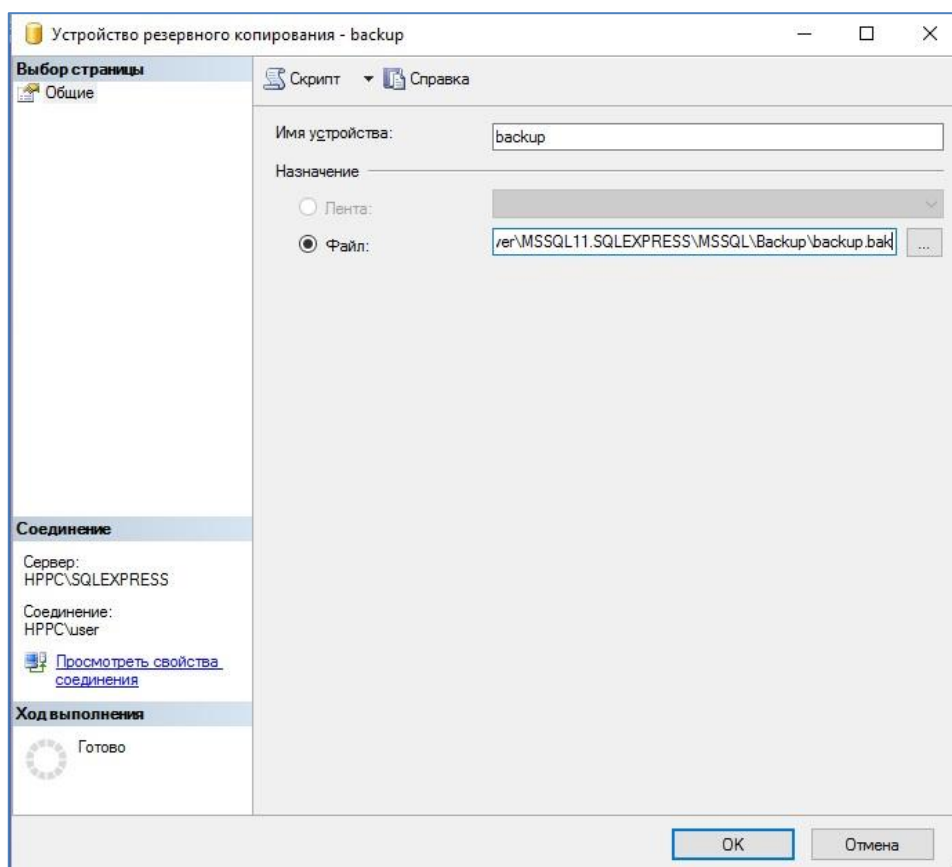 Устройство резервного копирования - backup
Выбор страницы
Общие
Скрипт
Справка
Имя устройства:
backup
Назначение
Лента:
Файл:
ver\MSSQL11.SQLEXPRESS\MSSQL\Backup\backup.bak
...
Соединение
Сервер:
HPPC\SQLEXPRESS
Соединение:
HPPC\user
Просмотреть свойства
соединения
Ход выполнения
Готово
OK
Отмена